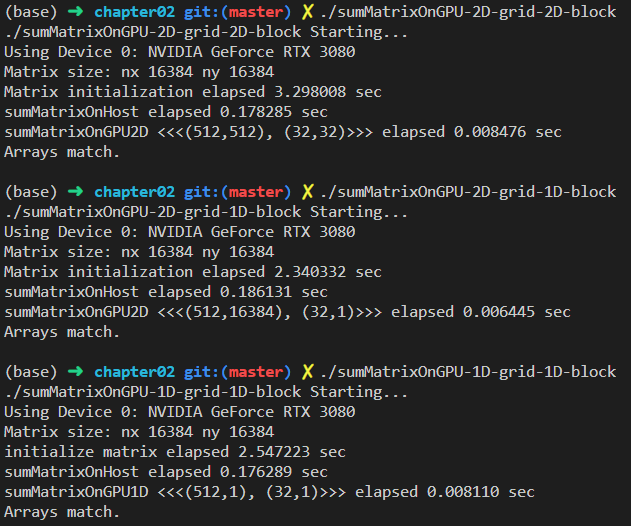 (base) ➜ chapter02 git:(master) ✗ ./sumMatrixOnGPU-2D-grid-2D-block
./sumMatrixOnGPU-2D-grid-2D-block Starting...
Using Device 0: NVIDIA GeForce RTX 3080
Matrix size: nx 16384 ny 16384
Matrix initialization elapsed 3.298008 sec
sumMatrixOnHost elapsed 0.178285 sec
sumMatrixOnGPU2D <<<(512,512), (32,32)>>> elapsed 0.008476 sec
Arrays match.
(base) ➜ chapter02 git:(master) ✗ ./sumMatrixOnGPU-2D-grid-1D-block
./sumMatrixOnGPU-2D-grid-1D-block Starting...
Using Device 0: NVIDIA GeForce RTX 3080
Matrix size: nx 16384 ny 16384
Matrix initialization elapsed 2.340332 sec
sumMatrixOnHost elapsed 0.186131 sec
sumMatrixOnGPU2D <<<(512,16384), (32,1)>>> elapsed 0.006445 sec
Arrays match.
(base) ➜ chapter02 git:(master) ✗ ./sumMatrixOnGPU-1D-grid-1D-block
./sumMatrixOnGPU-1D-grid-1D-block Starting...
Using Device 0: NVIDIA GeForce RTX 3080
Matrix size: nx 16384 ny 16384
initialize matrix elapsed 2.547223 sec
sumMatrixOnHost elapsed 0.176289 sec
sumMatrixOnGPU1D <<<(512,1), (32,1)>>> elapsed 0.008110 sec
Arrays match.